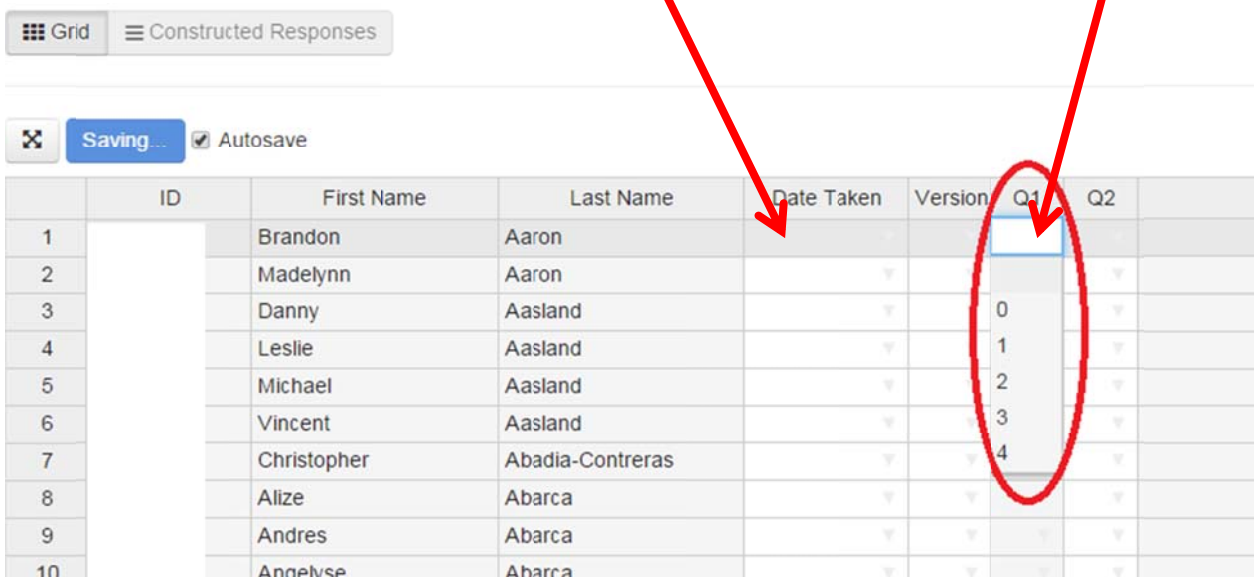 Grid Constructed Responses
Saving... Autosave
ID First Name Last Name Date Taken Version Q1 Q2
1 Brandon Aaron
2 Madelynn Aaron
3 Danny Aasland 0
4 Leslie Aasland 1
5 Michael Aasland 2
6 Vincent Aasland 3
7 Christopher Abadia-Contreras 4
8 Alize Abarca
9 Andres Abarca
10 Angelyse Abarca